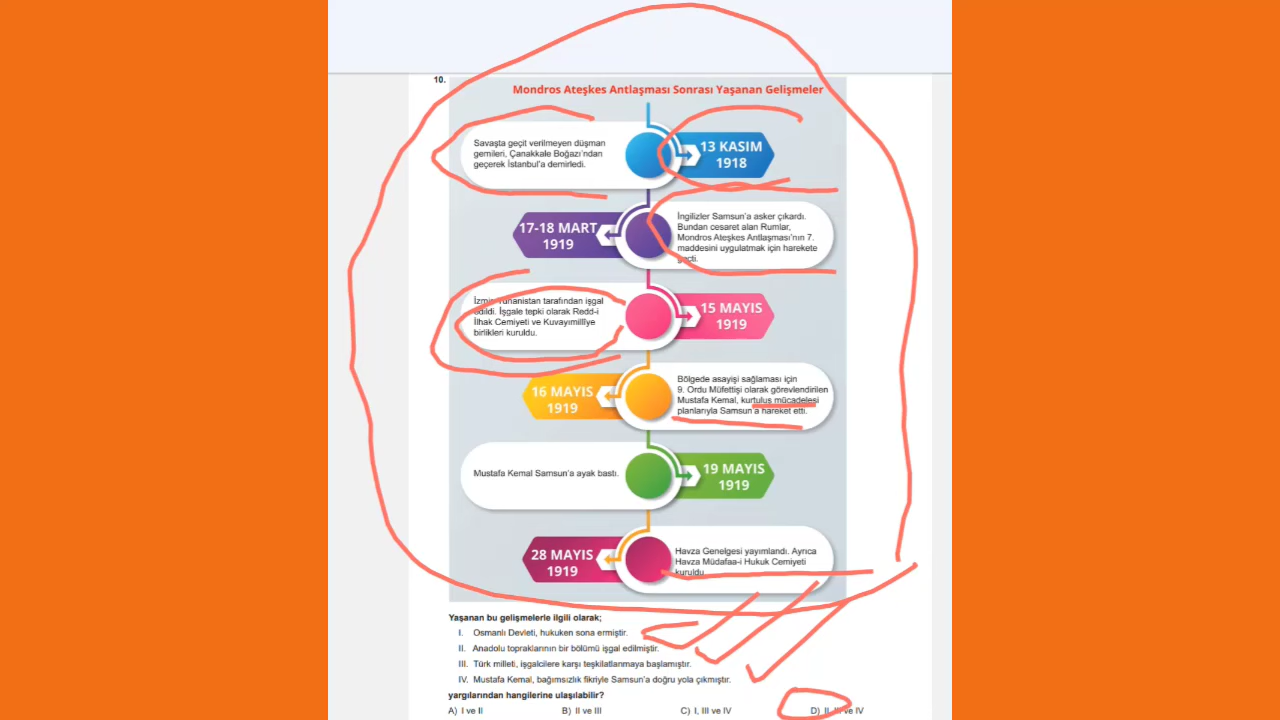 10.
Mondros Ateşkes Antlaşması Sonrası Yaşanan Gelişmeler
Savaşta geçit verilmeyen düşman
gemileri, Çanakkale Boğazı'ndan
geçerek İstanbul'a demirledi.
13 KASIM
1918
17-18 MART
1919
İngilizler Samsun'a asker çıkardı.
Bundan cesaret alan Rumlar,
Mondros Ateşkes Antlaşması'nın 7.
maddesini uygulatmak için harekete
geçti.
İzmir Yunanistan tarafından işgal
edildi. İşgale tepki olarak Redd-i
İlhak Cemiyeti ve Kuvayımillîye
birlikleri kuruldu.
15 MAYIS
1919
16 MAYIS
1919
Bölgede asayişi sağlaması için
9. Ordu Müfettişi olarak görevlendirilen
Mustafa Kemal, kurtuluş mücadelesi
planlarıyla Samsun'a hareket etti.
Mustafa Kemal Samsun'a ayak bastı.
19 MAYIS
1919
28 MAYIS
1919
Havza Genelgesi yayımlandı. Ayrıca
Havza Müdafaa-i Hukuk Cemiyeti
kuruldu.
Yaşanan bu gelişmelerle ilgili olarak;
I. Osmanlı Devleti, hukuken sona ermiştir.
II. Anadolu topraklarının bir bölümü işgal edilmiştir.
III. Türk milleti, işgalcilere karşı teşkilatlanmaya başlamıştır.
IV. Mustafa Kemal, bağımsızlık fikriyle Samsun'a doğru yola çıkmıştır.
yargılarından hangilerine ulaşılabilir?
A) I ve II B) II ve III C) I, III ve IV D) II, III ve IV